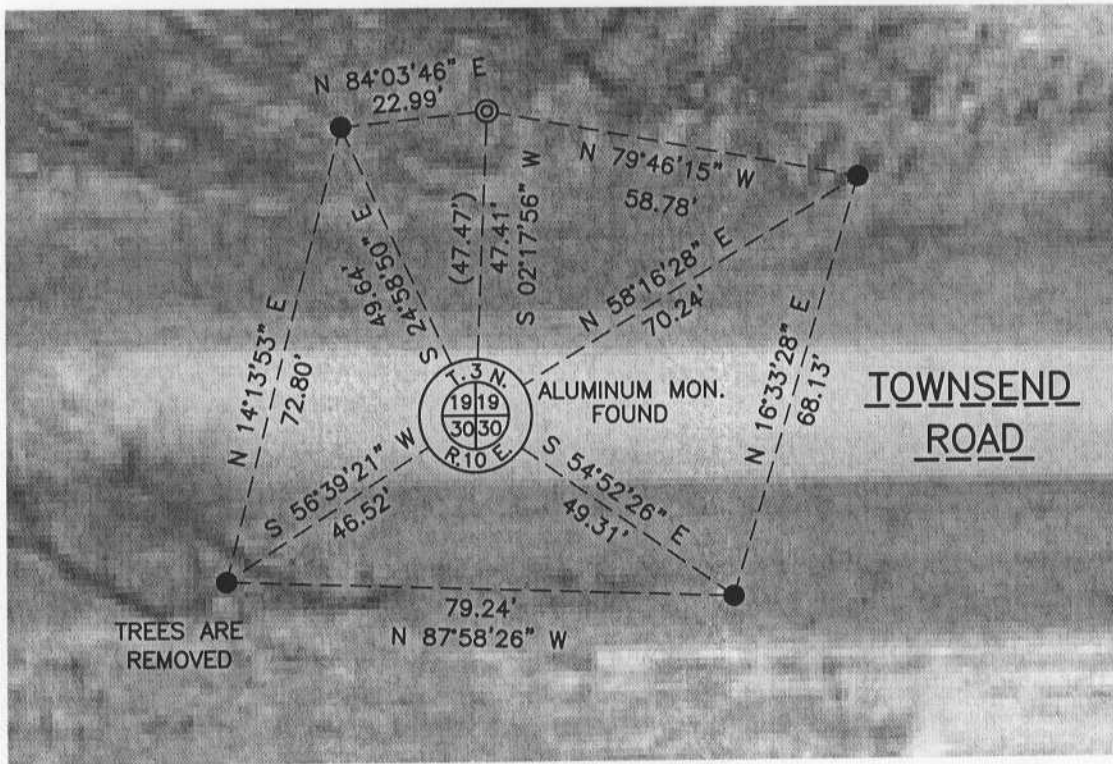 N 84°03'46" E
22.99'
N 79°46'15" W
58.78'
(47.47')
47.41'
S 02°17'56" W
S 24°58'50" E
49.64'
N 58°16'28" E
70.24'
N 14°13'53" E
72.80'
N 16°33'28" E
68.13'
T. 3 N.
19 19
30 30
R.10 E.
ALUMINUM MON.
FOUND
TOWNSEND
ROAD
S 56°39'21" W
46.52'
S 54°52'26" E
49.31'
79.24'
N 87°58'26" W
TREES ARE
REMOVED